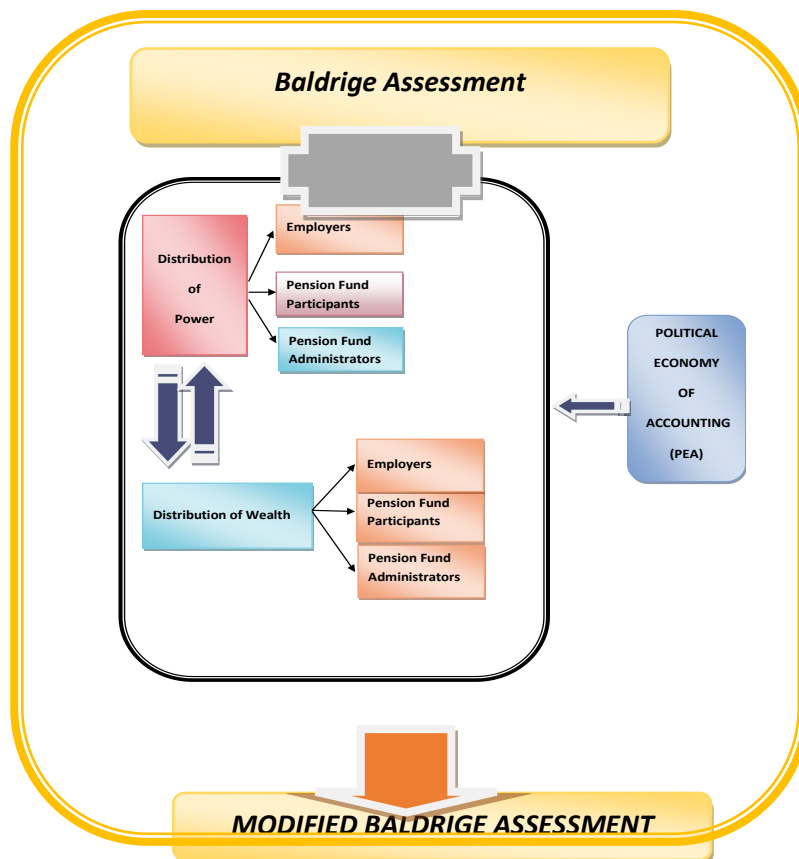 Baldrige Assessment
Employers
Distribution
of
Power
Pension Fund
Participants
Pension Fund
Administrators
POLITICAL
ECONOMY
OF
ACCOUNTING
(PEA)
Employers
Distribution of Wealth
Pension Fund
Participants
Pension Fund
Administrators
MODIFIED BALDRIGE ASSESSMENT